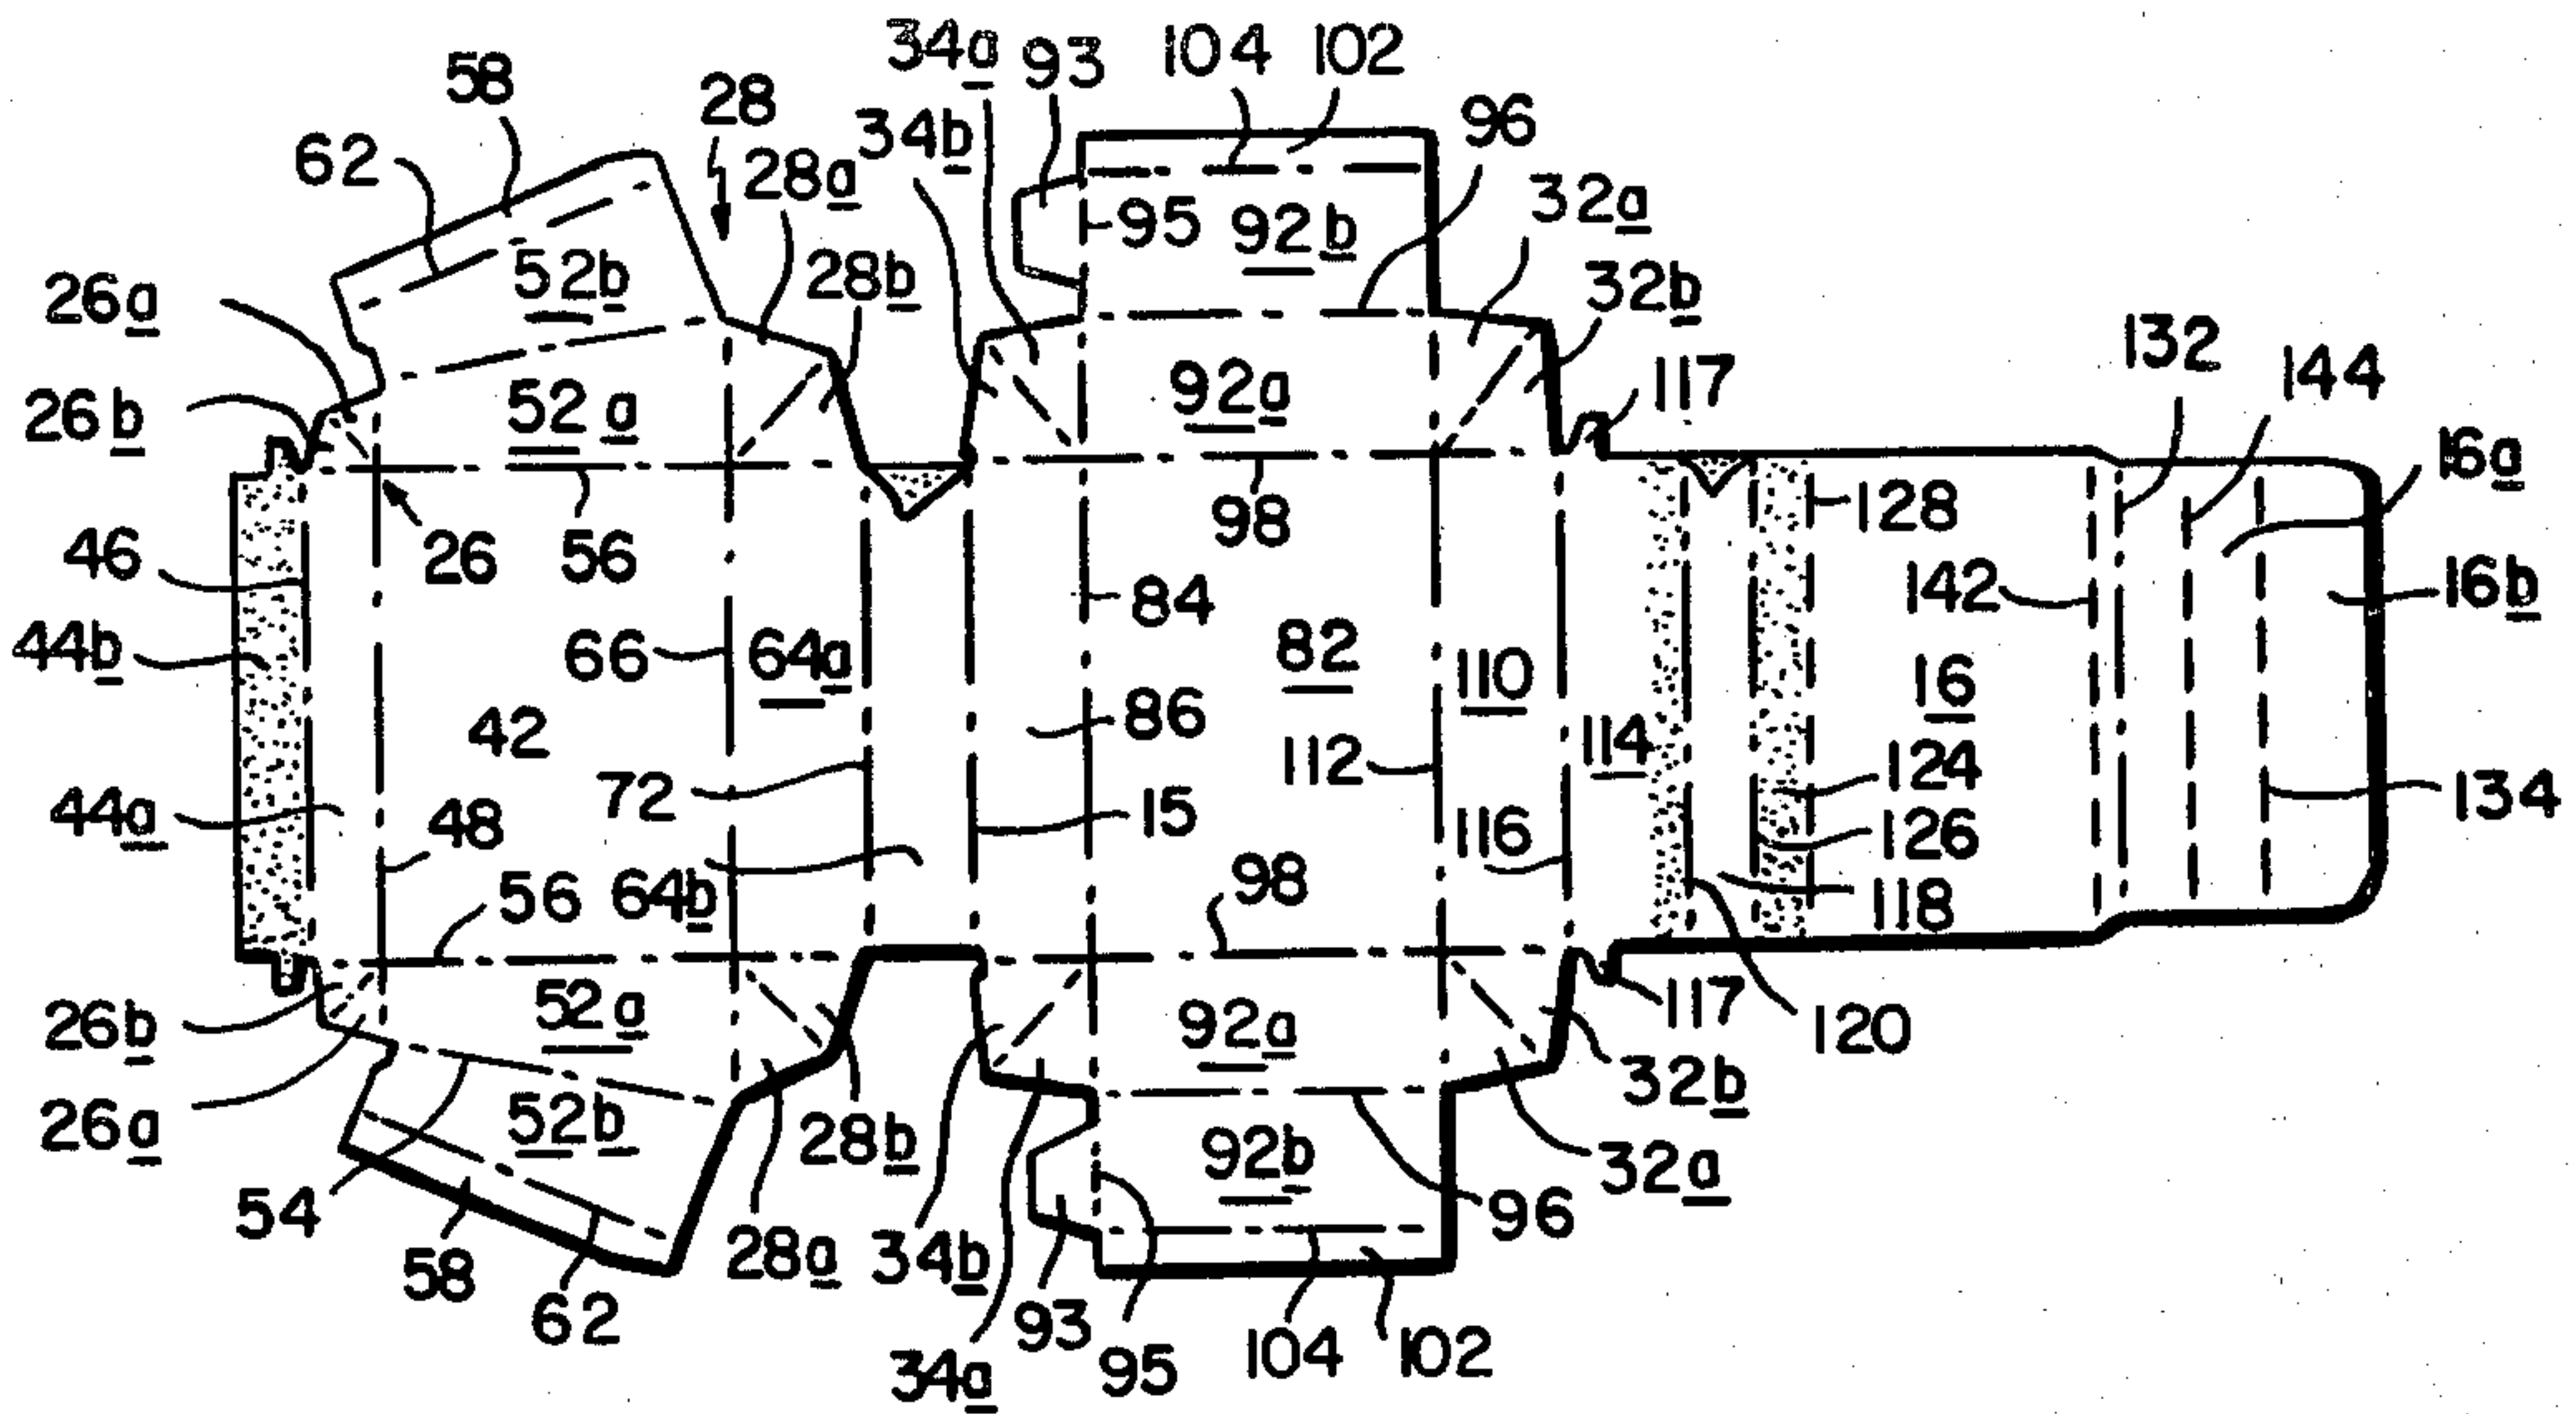 34a 93 104 102
58 28 96
62 28a 34b 32a
52b 95 92b
26a 28b 32b 132
26b 52a 92a 117 144
16a
46 26 56 98 128
44b 66 64a 84 82 110 142 16 16b
42 86 112 114
44a 48 72 15 116 124 134
56 64b 98 126
118
26b 52a 92a 117 120
26a 52b 28b 92b 32b
54 32a
58 28a 34b 96
62 93 104 102
34a 95